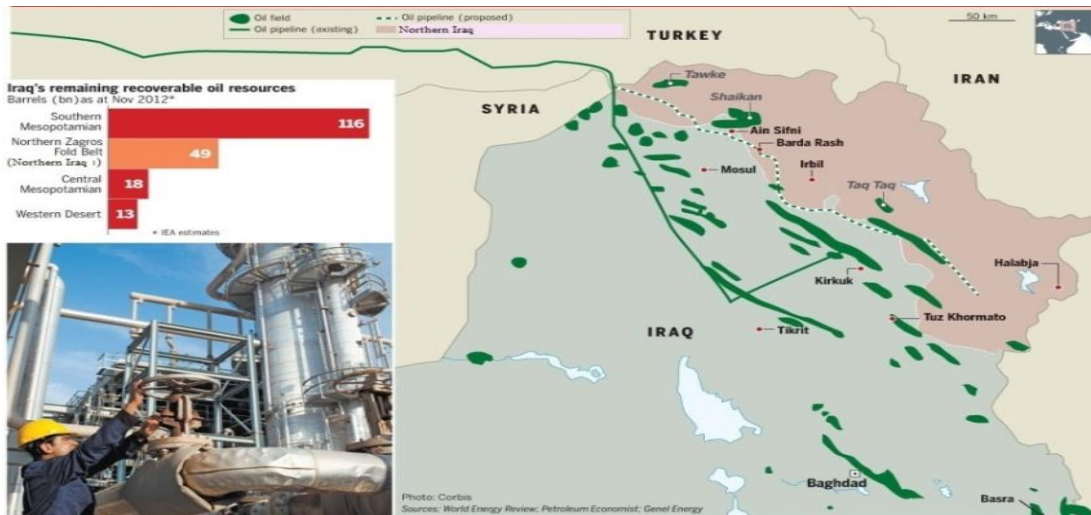 Oil field
Oil pipeline (proposed)
Oil pipeline (existing)
Northern Iraq
50 km
TURKEY
IRAN
SYRIA
Tawke
Shaikan
Ain Sifni
Barda Rash
Mosul
Irbil
Taq Taq
Kirkuk
Halabja
Tuz Khormato
IRAQ
Tikrit
Baghdad
Basra
Iraq's remaining recoverable oil resources
Barrels (bn) as at Nov 2012*
Southern
Mesopotamian
116
Northern Zagros
Fold Belt
(Northern Iraq )
49
Central
Mesopotamian
18
Western Desert
13
* IEA estimates
Photo: Corbis
Sources: World Energy Review; Petroleum Economist; Genel Energy